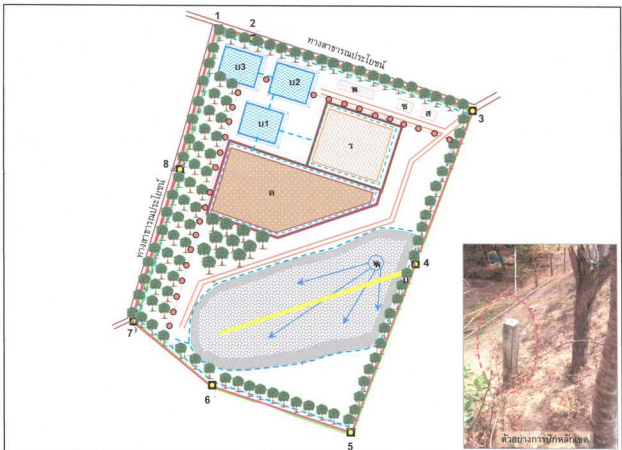 1
2
ทางสาธารณประโยชน์
บ3
บ2
พ
ช
ส
3
บ1
ร
8
ด
ทางสาธารณประโยชน์
4
7
6
5
ตัวอย่างการปักหลักเขต